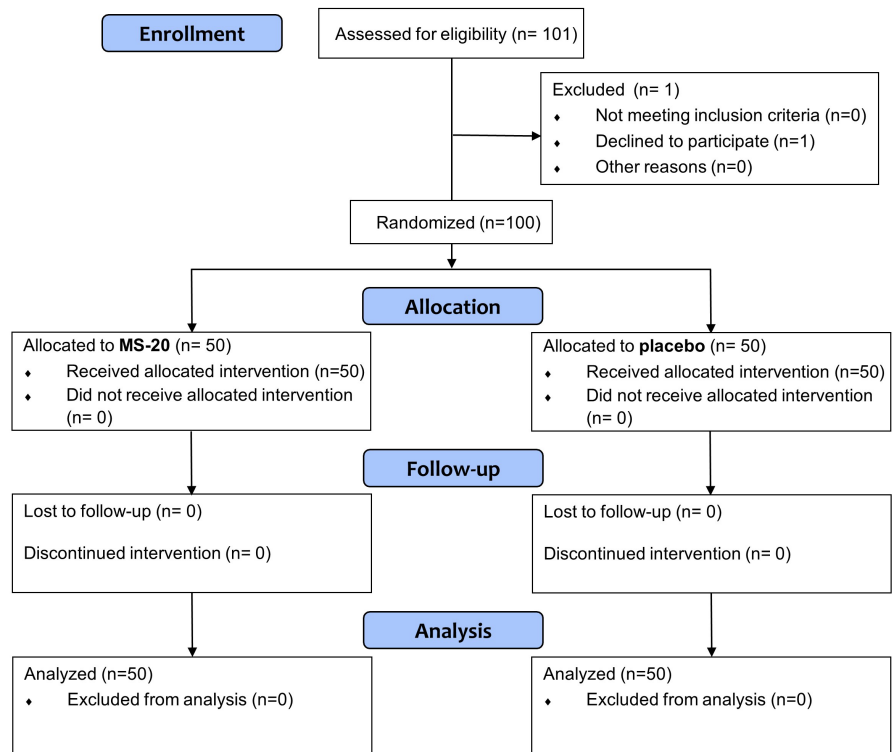 Enrollment
Assessed for eligibility (n= 101)
Excluded (n= 1)
♦ Not meeting inclusion criteria (n=0)
♦ Declined to participate (n=1)
♦ Other reasons (n=0)
Randomized (n=100)
Allocation
Allocated to MS-20 (n= 50)
♦ Received allocated intervention (n=50)
♦ Did not receive allocated intervention
(n= 0)
Allocated to placebo (n= 50)
♦ Received allocated intervention (n=50)
♦ Did not receive allocated intervention
(n= 0)
Follow-up
Lost to follow-up (n= 0)
Discontinued intervention (n= 0)
Lost to follow-up (n= 0)
Discontinued intervention (n= 0)
Analysis
Analyzed (n=50)
♦ Excluded from analysis (n=0)
Analyzed (n=50)
♦ Excluded from analysis (n=0)